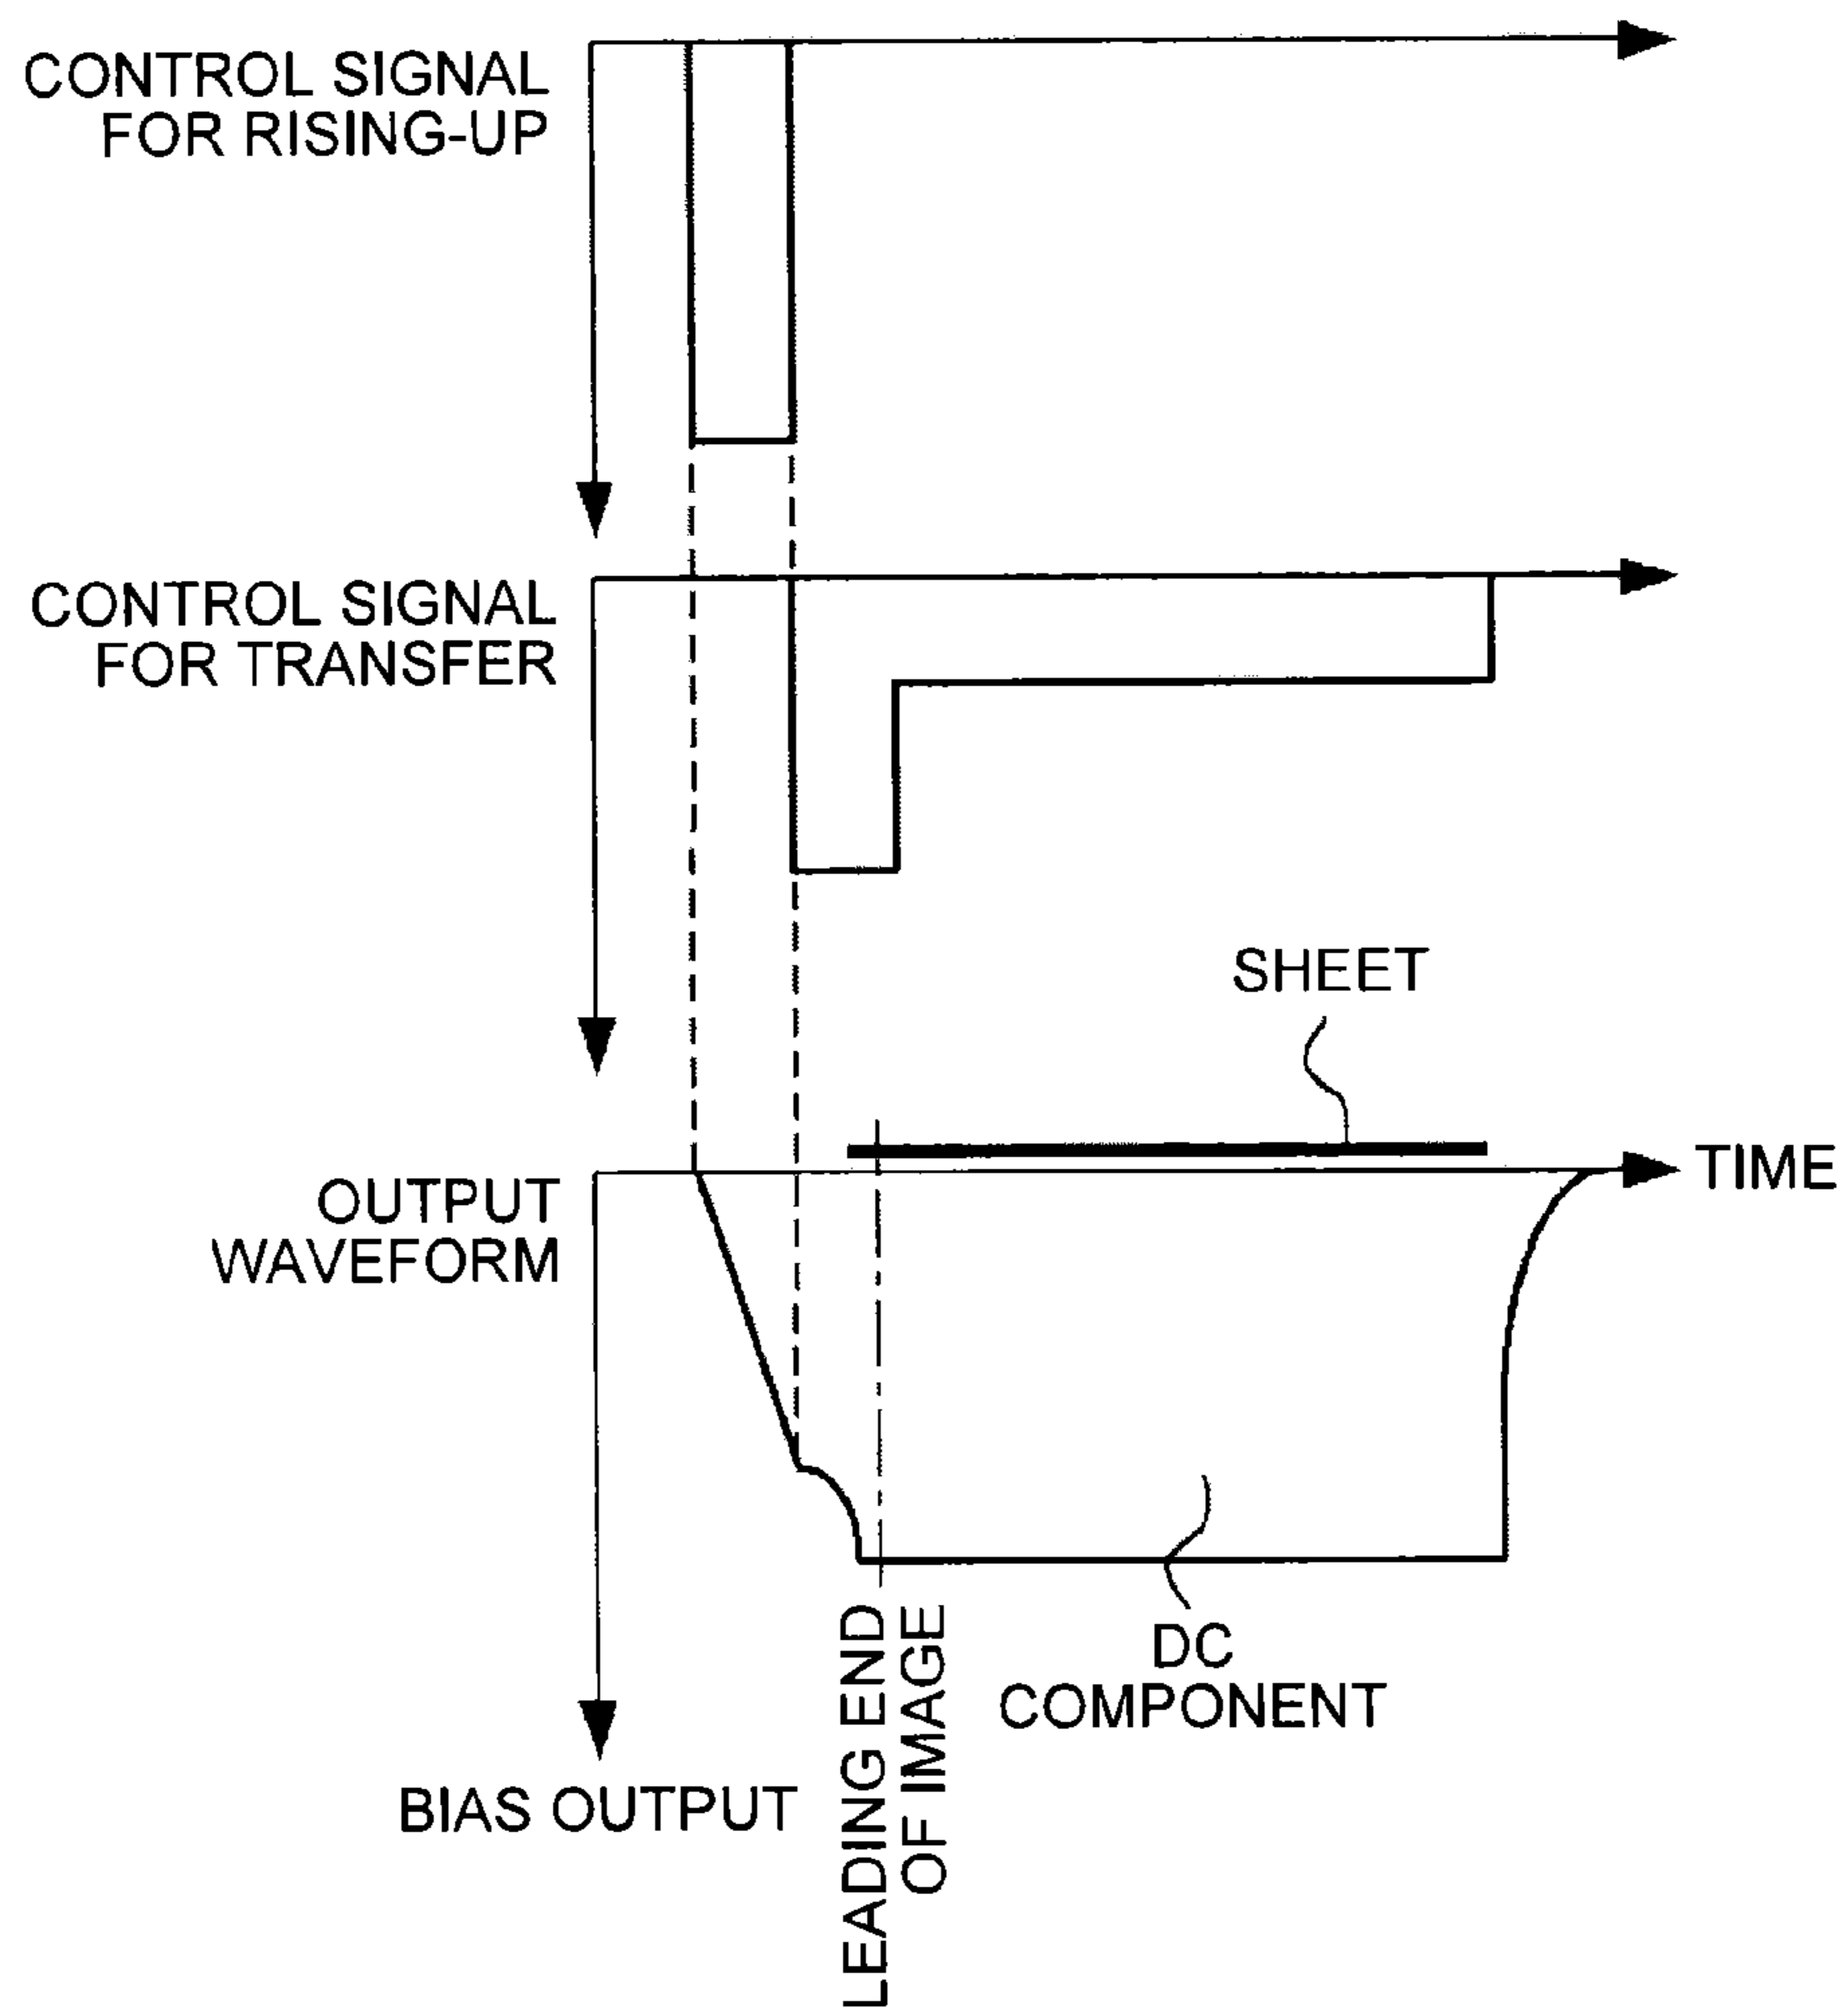 CONTROL SIGNAL
FOR RISING-UP
CONTROL SIGNAL
FOR TRANSFER
SHEET
TIME
OUTPUT
WAVEFORM
DC
COMPONENT
BIAS OUTPUT
LEADING END
OF IMAGE